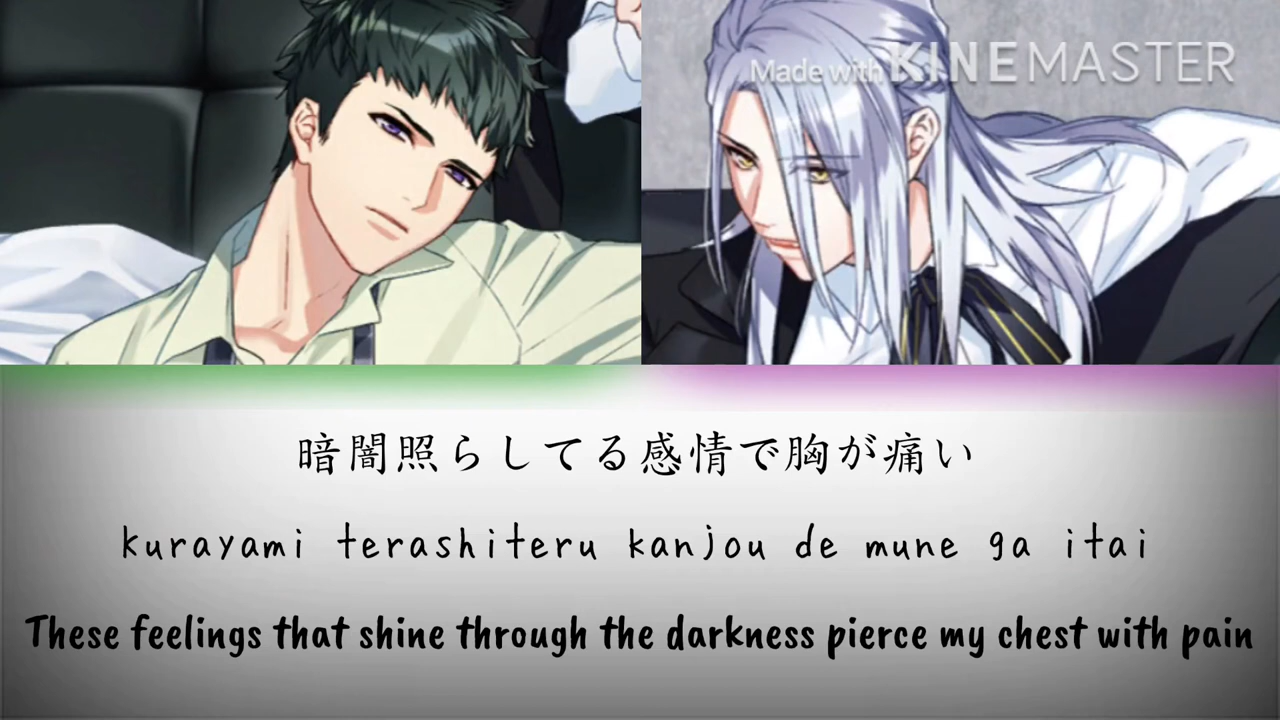 Made with KINEMASTER
暗闇照らしてる感情で胸が痛い
kurayami terashiteru kanjou de mune ga itai
These feelings that shine through the darkness pierce my chest with pain